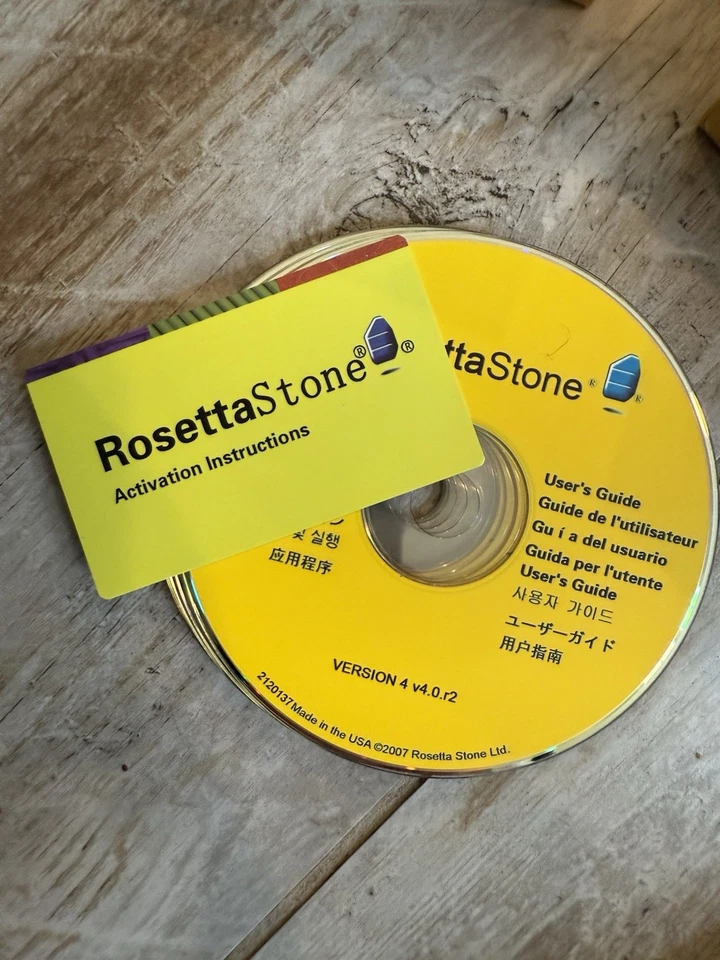 RosettaStone® ®
Activation Instructions
ttaStone ® ®
및 실행
应用程序
User's Guide
Guide de l'utilisateur
Gu í a del usuario
Guida per l'utente
User's Guide
사용자 가이드
ユーザーガイド
用户指南
VERSION 4 v4.0.r2
2120137 Made in the USA ©2007 Rosetta Stone Ltd.